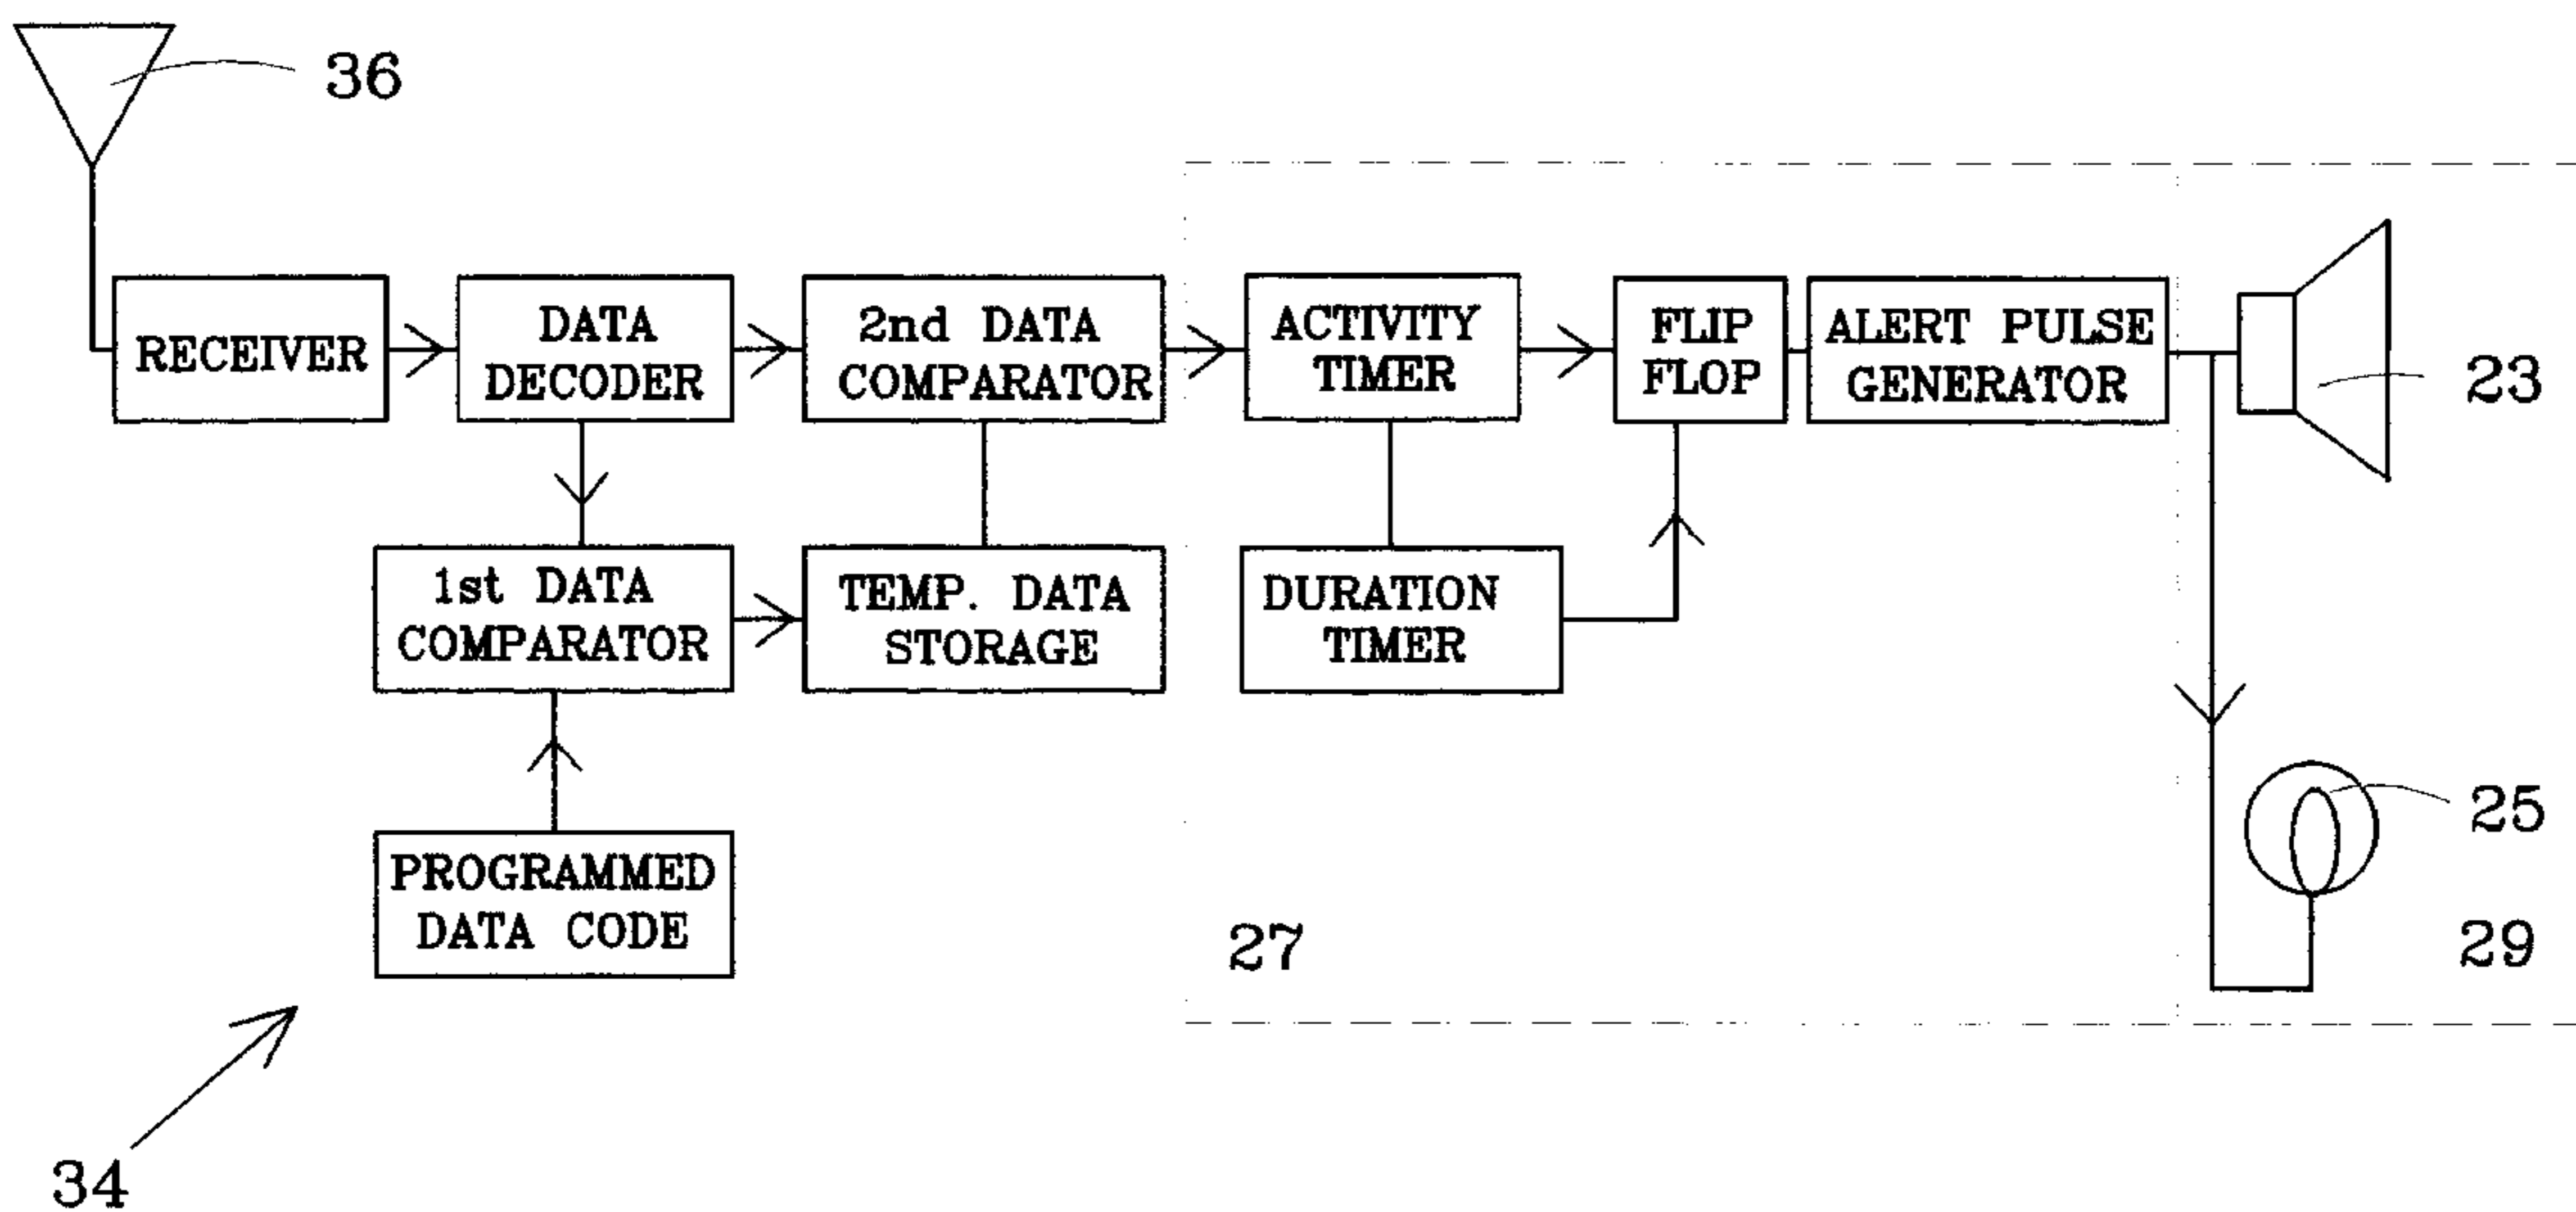 36
RECEIVER
DATA
DECODER
2nd DATA
COMPARATOR
ACTIVITY
TIMER
FLIP
FLOP
ALERT PULSE
GENERATOR
23
1st DATA
COMPARATOR
TEMP. DATA
STORAGE
DURATION
TIMER
25
PROGRAMMED
DATA CODE
27
29
34